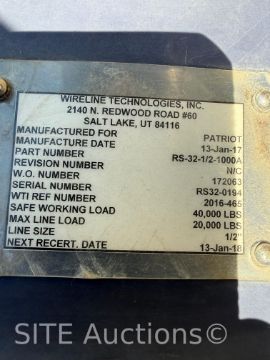 WIRELINE TECHNOLOGIES, INC.
2140 N. REDWOOD ROAD #60
SALT LAKE, UT 84116
MANUFACTURED FOR PATRIOT
MANUFACTURE DATE 13-Jan-17
PART NUMBER RS-32-1/2-1000A
REVISION NUMBER N/C
W.O. NUMBER 172063
SERIAL NUMBER RS32-0194
WTI REF NUMBER 2016-465
SAFE WORKING LOAD 40,000 LBS
MAX LINE LOAD 20,000 LBS
LINE SIZE 1/2"
NEXT RECERT. DATE 13-Jan-18
SITE Auctions(:)